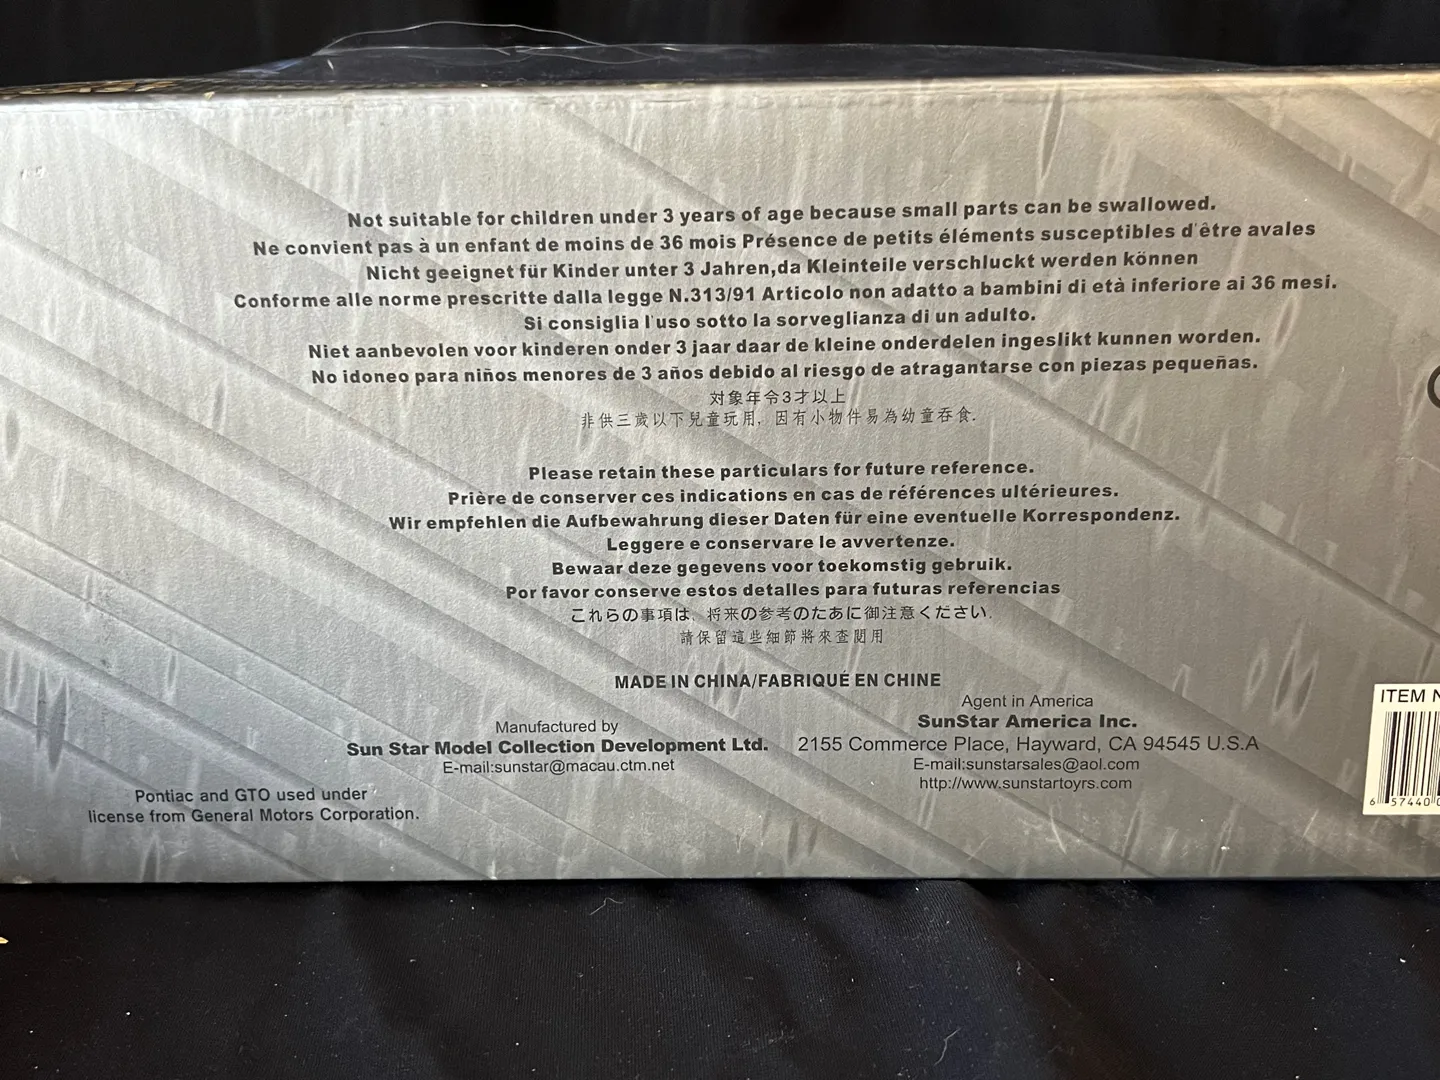 Not suitable for children under 3 years of age because small parts can be swallowed.
Ne convient pas à un enfant de moins de 36 mois Présence de petits éléments susceptibles d'être avales
Nicht geeignet für Kinder unter 3 Jahren,da Kleinteile verschluckt werden können
Conforme alle norme prescritte dalla legge N.313/91 Articolo non adatto a bambini di età inferiore ai 36 mesi.
Si consiglia l'uso sotto la sorveglianza di un adulto.
Niet aanbevolen voor kinderen onder 3 jaar daar de kleine onderdelen ingeslikt kunnen worden.
No idoneo para niños menores de 3 años debido al riesgo de atragantarse con piezas pequeñas.
対象年令3才以上
非供三歲以下兒童玩用, 因有小物件易為幼童吞食.
Please retain these particulars for future reference.
Prière de conserver ces indications en cas de références ultérieures.
Wir empfehlen die Aufbewahrung dieser Daten für eine eventuelle Korrespondenz.
Leggere e conservare le avvertenze.
Bewaar deze gegevens voor toekomstig gebruik.
Por favor conserve estos detalles para futuras referencias
これらの事項は、将来の参考のたあに御注意ください.
請保留這些細節將來查閱用
MADE IN CHINA/FABRIQUÉ EN CHINE
Manufactured by
Sun Star Model Collection Development Ltd.
E-mail:sunstar@macau.ctm.net
Agent in America
SunStar America Inc.
2155 Commerce Place, Hayward, CA 94545 U.S.A
E-mail:sunstarsales@aol.com
http://www.sunstartoys.com
Pontiac and GTO used under
license from General Motors Corporation.
ITEM
6 57440